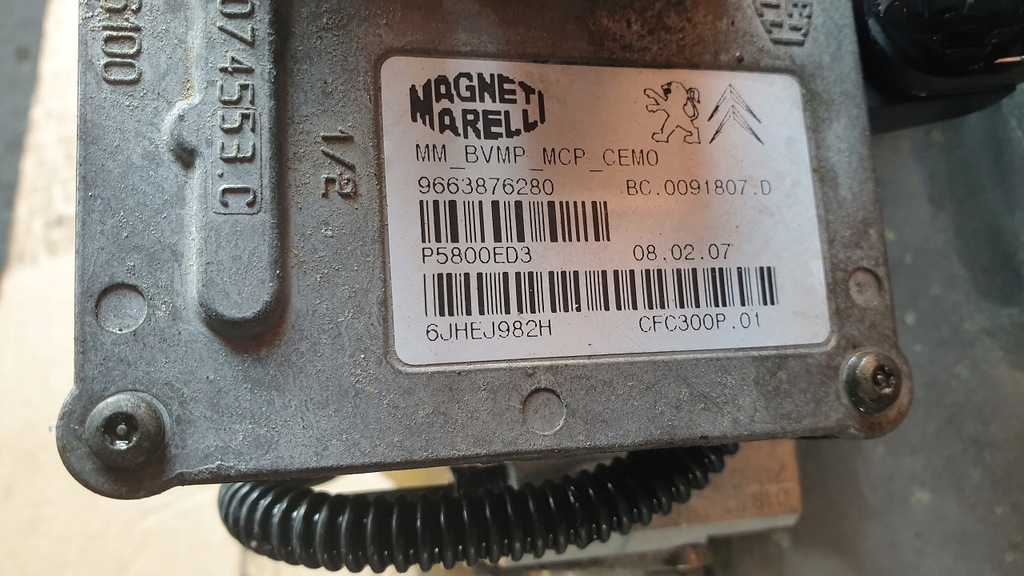 074553.C
1/2
MAGNETI
MARELLI
MM_BVMP_MCP_CEMO
9663876280 BC.0091807.D
P5800ED3 08.02.07
6JHEJ982H CFC300P.01